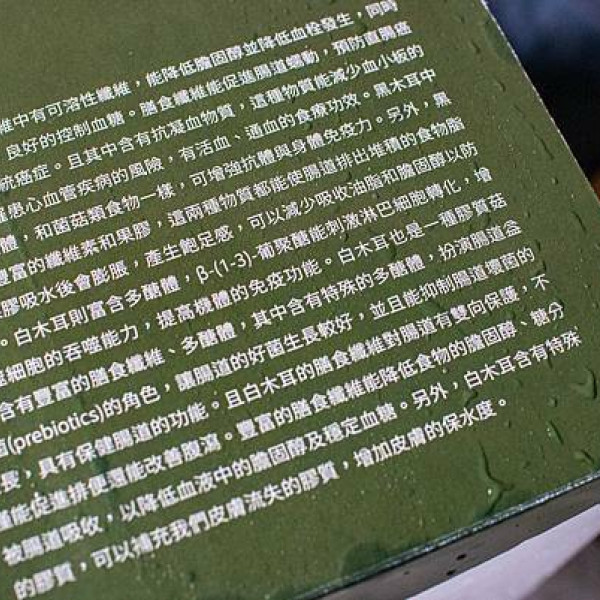 維中有可溶性纖維，能降低膽固醇並降低血栓發生，同時
良好的控制血糖。膳食纖維能促進腸道蠕動，預防直腸癌
統癌症。且其中含有抗凝血物質，這種物質能減少血小板的
罹患心血管疾病的風險，有活血、通血的食療功效。黑木耳中
體，和菌菇類食物一樣，可增強抗體與身體免疫力。另外，黑
豐富的纖維素和果膠，這兩種物質都能使腸道排出堆積的食物脂
膠吸水後會膨脹，產生飽足感，可以減少吸收油脂和膽固醇以防
。白木耳則富含多醣體，β-(1-3)-葡聚醣能刺激淋巴細胞轉化，增
細胞的吞噬能力，提高機體的免疫功能。白木耳也是一種膠質菇
含有豐富的膳食纖維、多醣體，其中含有特殊的多醣體，扮演腸道益
(prebiotics)的角色，讓腸道的好菌生長較好，並且能抑制腸道壞菌的
長，具有保健腸道的功能。且白木耳的膳食纖維對腸道有雙向保護，不
能促進排便還能改善腹瀉。豐富的膳食纖維能降低食物的膽固醇、糖分
被腸道吸收，以降低血液中的膽固醇及穩定血糖。另外，白木耳含有特殊
的膠質，可以補充我們皮膚流失的膠質，增加皮膚的保水度。